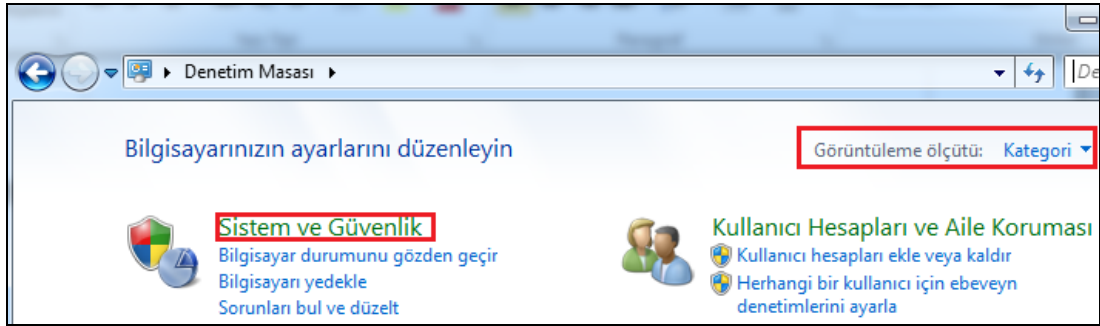 Denetim Masası
De
Bilgisayarınızın ayarlarını düzenleyin
Görüntüleme ölçütü: Kategori
Sistem ve Güvenlik
Bilgisayar durumunu gözden geçir
Bilgisayarı yedekle
Sorunları bul ve düzelt
Kullanıcı Hesapları ve Aile Koruması
Kullanıcı hesapları ekle veya kaldır
Herhangi bir kullanıcı için ebeveyn
denetimlerini ayarla